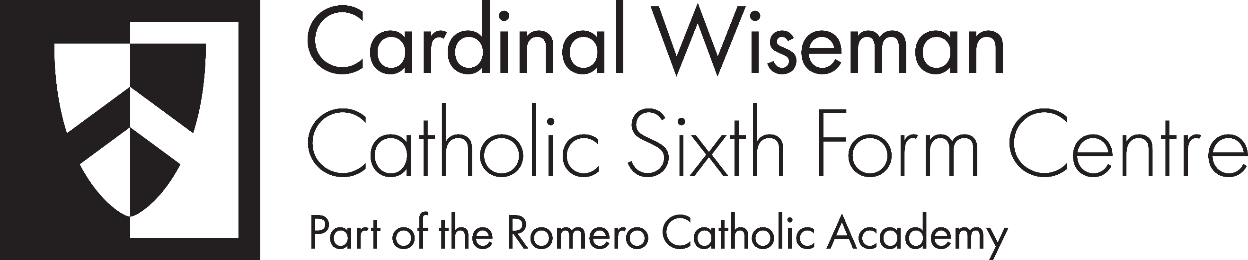 Cardinal Wiseman
Catholic Sixth Form Centre
Part of the Romero Catholic Academy